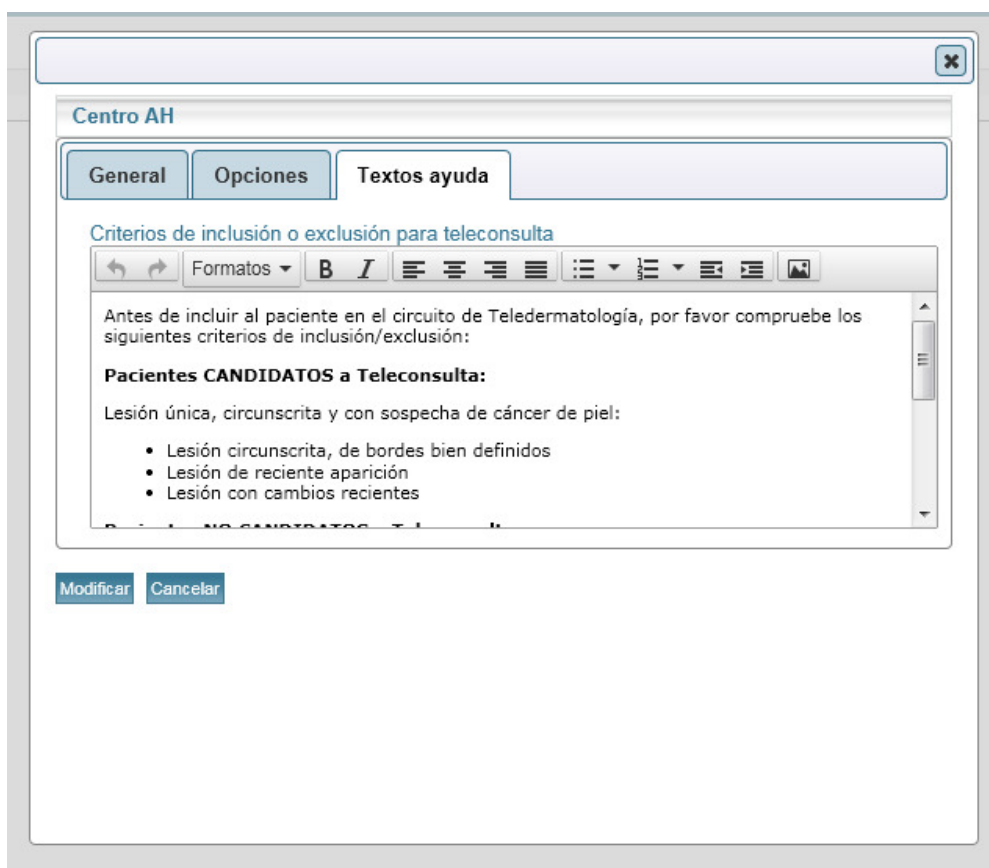 Centro AH
General Opciones Textos ayuda
Criterios de inclusión o exclusión para teleconsulta
Formatos B I
Antes de incluir al paciente en el circuito de Teledermatología, por favor compruebe los
siguientes criterios de inclusión/exclusión:
Pacientes CANDIDATOS a Teleconsulta:
Lesión única, circunscrita y con sospecha de cáncer de piel:
• Lesión circunscrita, de bordes bien definidos
• Lesión de reciente aparición
• Lesión con cambios recientes
Modificar Cancelar